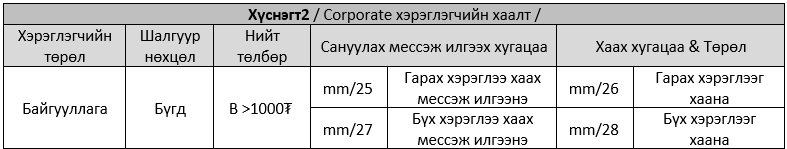 Хүснэгт2 / Corporate хэрэглэгчийн хаалт /
Хэрэглэгчийн төрөл
Шалгуур нөхцөл
Нийт төлбөр
Сануулах мессэж илгээх хугацаа
Хаах хугацаа & Төрөл
Байгууллага
Бүгд
B >1000₮
mm/25
Гарах хэрэглээ хаах мессэж илгээнэ
mm/26
Гарах хэрэглээг хаана
mm/27
Бүх хэрэглээ хаах мессэж илгээнэ
mm/28
Бүх хэрэглээг хаана